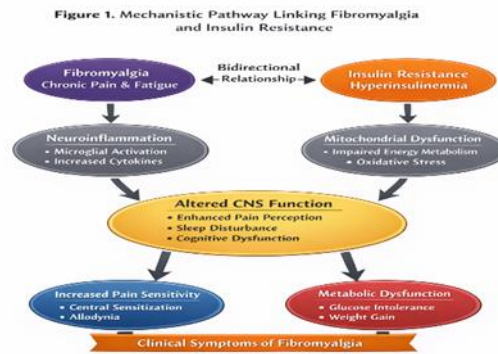 Figure 1. Mechanistic Pathway Linking Fibromyalgia
and Insulin Resistance
Fibromyalgia
Chronic Pain & Fatigue
Bidirectional
Relationship
Insulin Resistance
Hyperinsulinemia
Neuroinflammation
• Microglial Activation
• Increased Cytokines
Mitochondrial Dysfunction
• Impaired Energy Metabolism
• Oxidative Stress
Altered CNS Function
• Enhanced Pain Perception
• Sleep Disturbance
• Cognitive Dysfunction
Increased Pain Sensitivity
• Central Sensitization
• Allodynia
Metabolic Dysfunction
• Glucose Intolerance
• Weight Gain
Clinical Symptoms of Fibromyalgia